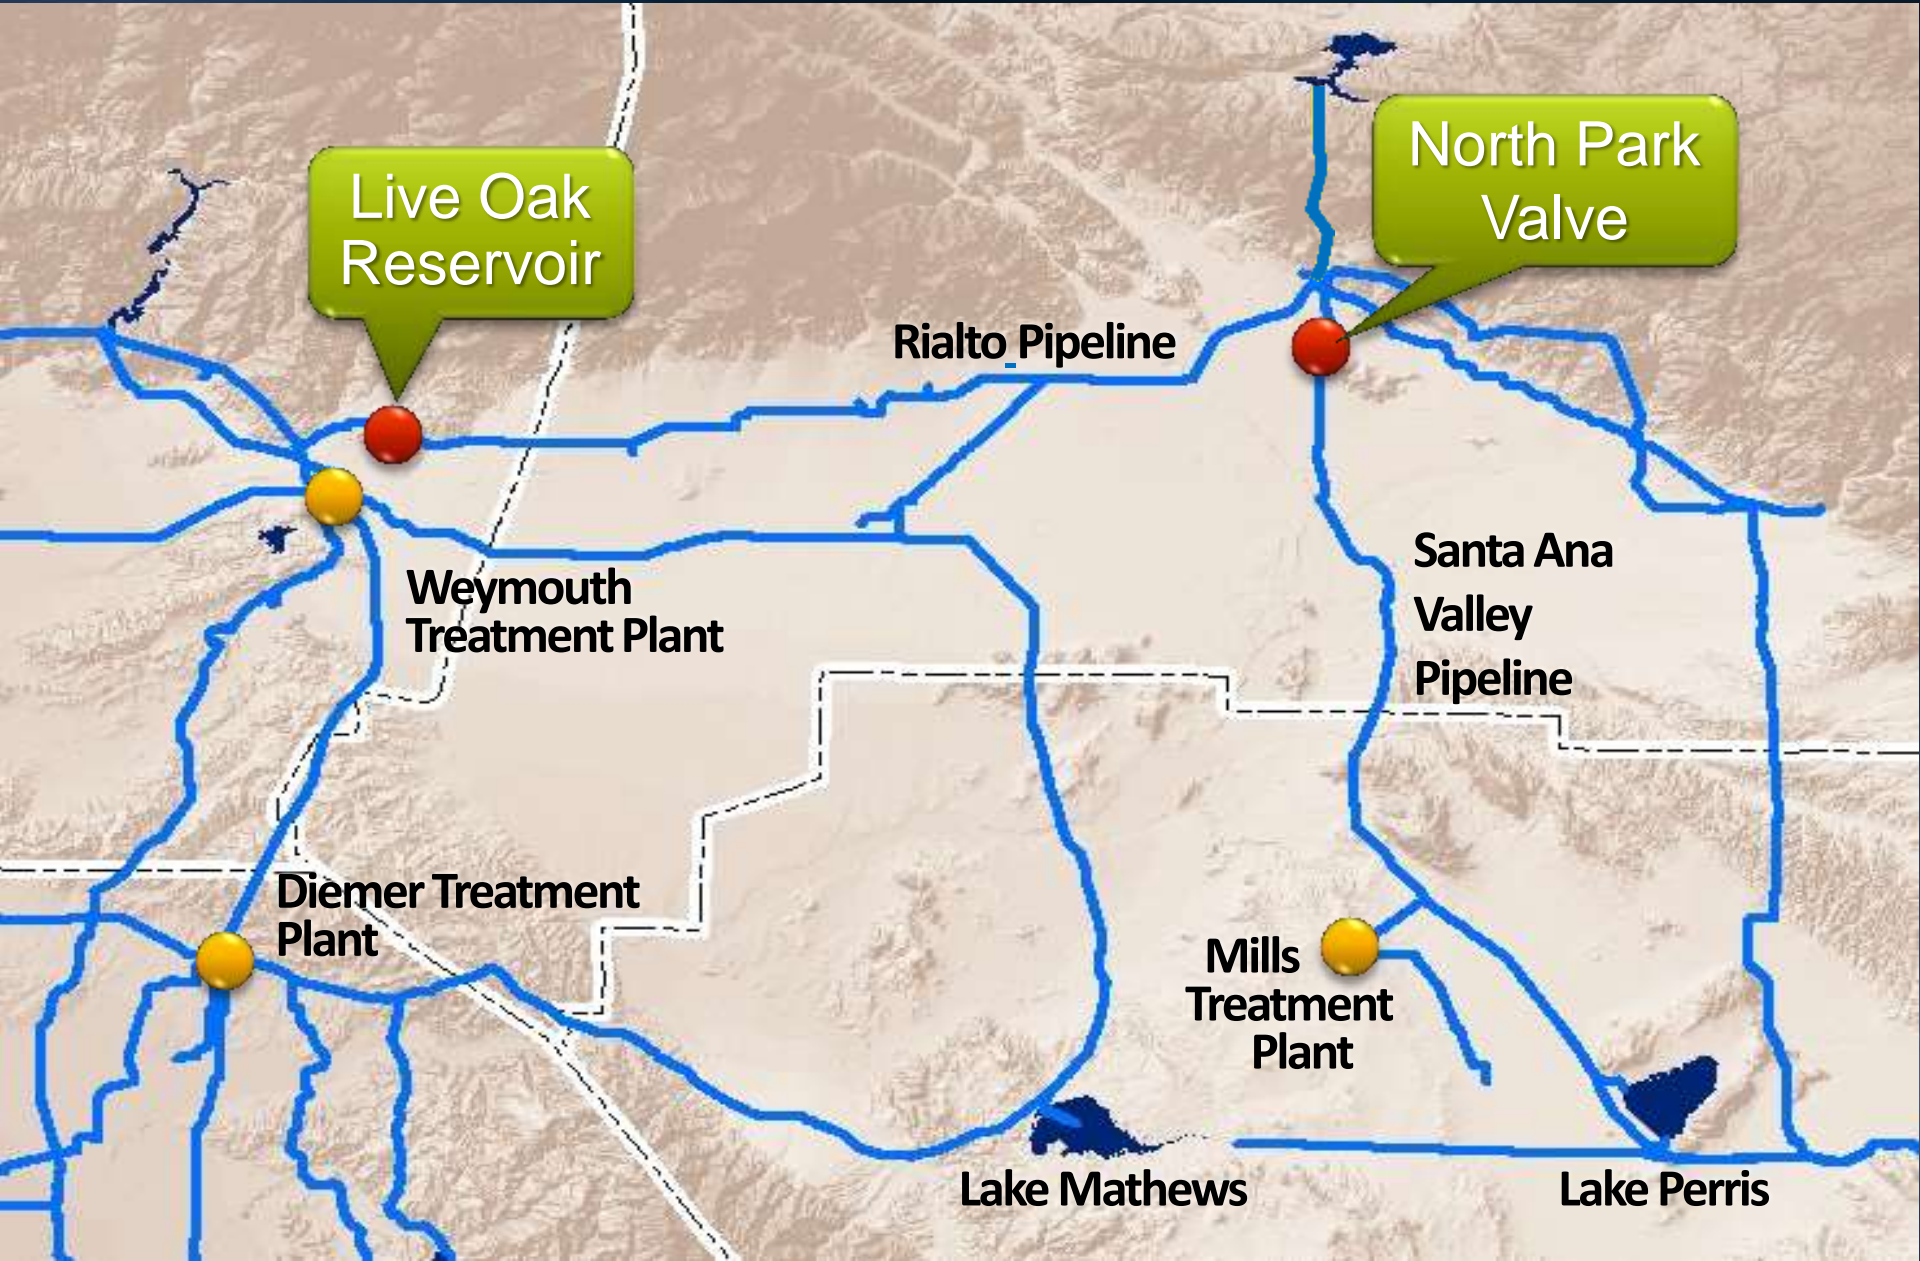 North Park
Valve
Live Oak
Reservoir
Rialto Pipeline
Santa Ana
Valley
Pipeline
Weymouth
Treatment Plant
Diemer Treatment
Plant
Mills
Treatment
Plant
Lake Mathews
Lake Perris